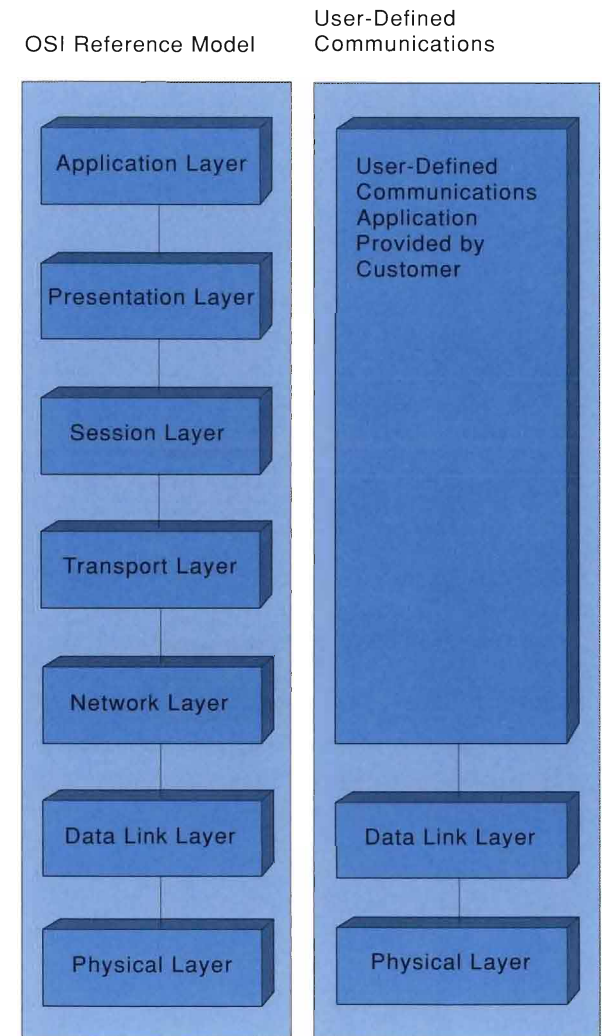 OSI Reference Model
User-Defined
Communications
Application Layer
Presentation Layer
Session Layer
Transport Layer
Network Layer
Data Link Layer
Physical Layer
User-Defined
Communications
Application
Provided by
Customer
Data Link Layer
Physical Layer